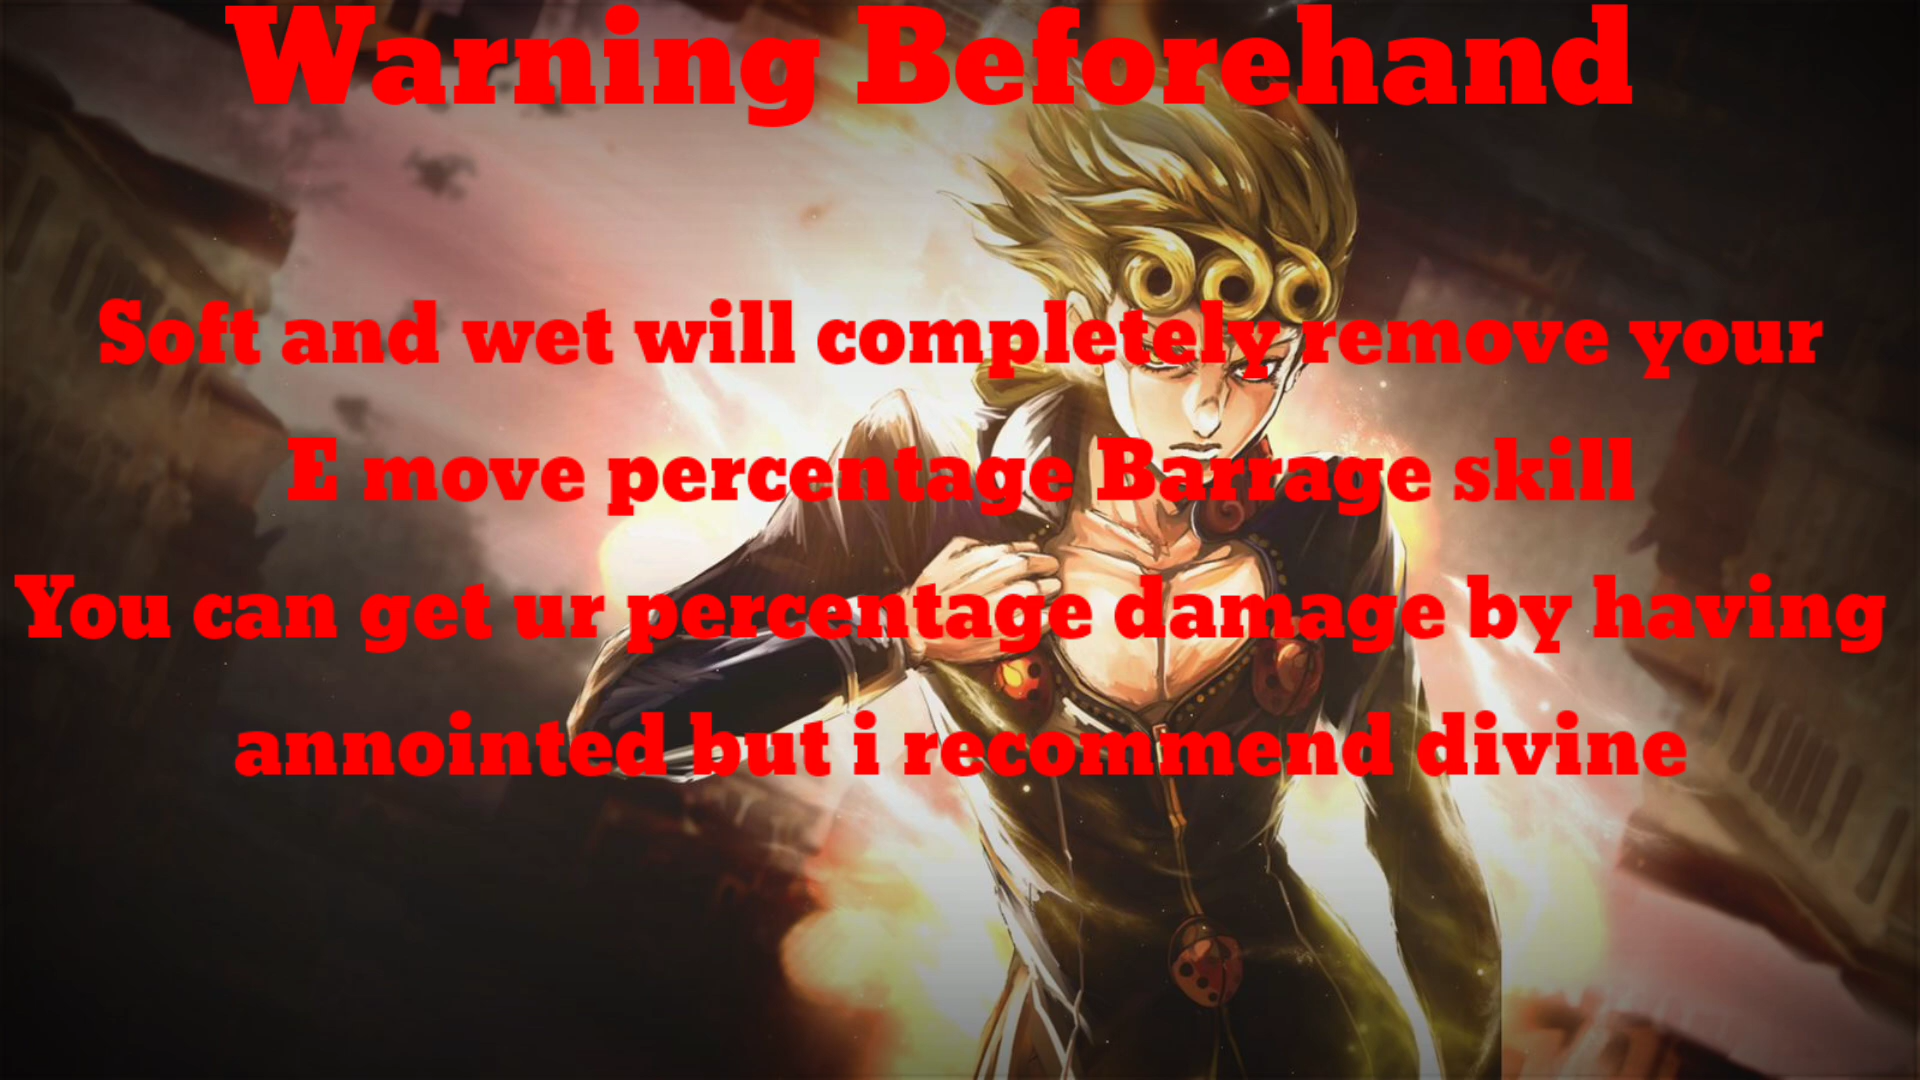 Warning Beforehand
Soft and wet will completely remove your
E move percentage Barrage skill
You can get ur percentage damage by having
annointed but i recommend divine